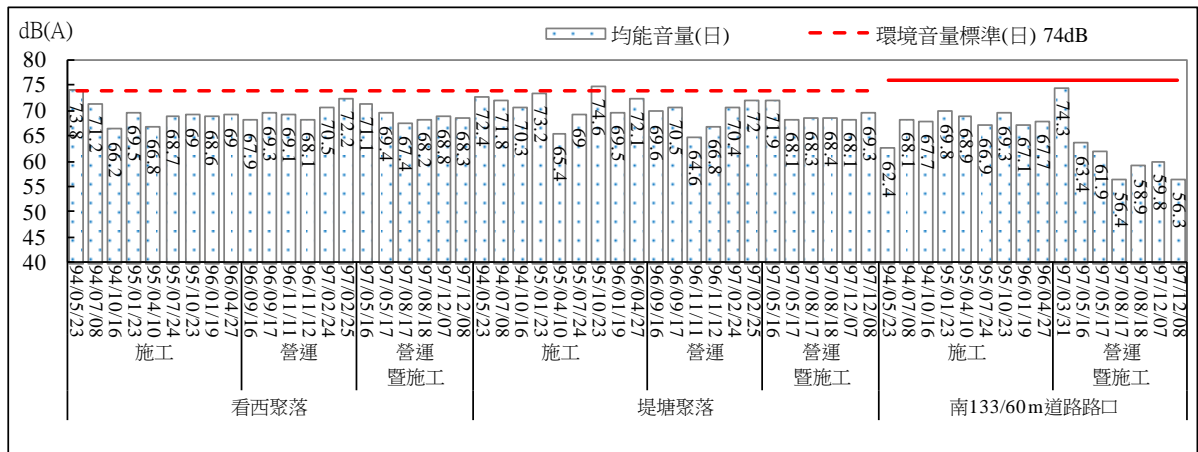 dB(A)
均能音量(日)
環境音量標準(日) 74dB
80
75
70
65
60
55
50
45
40
73.8 71.2 66.2 69.5 66.8 68.7 69 68.6 69 67.9 69.3 69.1 68.1 70.5 72.2 71.1 69.4 67.4 68.2 68.8 68.3 72.4 71.8 70.3 73.2 65.4 69 74.6 69.5 72.1 69.6 70.5 64.6 66.8 70.4 72 71.9 68.1 68.3 68.4 68.1 69.3 62.4 68.1 67.7 69.8 68.9 66.9 69.3 67.1 67.7 74.3 63.4 61.9 56.4 58.9 59.8 56.3
94/05/23 94/07/08 94/10/16 95/01/23 95/04/10 95/07/24 95/10/23 96/01/19 96/04/27 96/09/16 96/09/17 96/11/11 96/11/12 97/02/24 97/02/25 97/05/16 97/05/17 97/08/17 97/08/18 97/12/07 97/12/08 94/05/23 94/07/08 94/10/16 95/01/23 95/04/10 95/07/24 95/10/23 96/01/19 96/04/27 96/09/16 96/09/17 96/11/11 96/11/12 97/02/24 97/02/25 97/05/16 97/05/17 97/08/17 97/08/18 97/12/07 97/12/08 94/05/23 94/07/08 94/10/16 95/01/23 95/04/10 95/07/24 95/10/23 96/01/19 96/04/27 97/03/31 97/05/16 97/05/17 97/08/17 97/08/18 97/12/07 97/12/08
施工 營運 營運 施工 營運 營運 施工 營運
暨施工 暨施工 暨施工
看西聚落 堤塘聚落 南133/60m道路路口